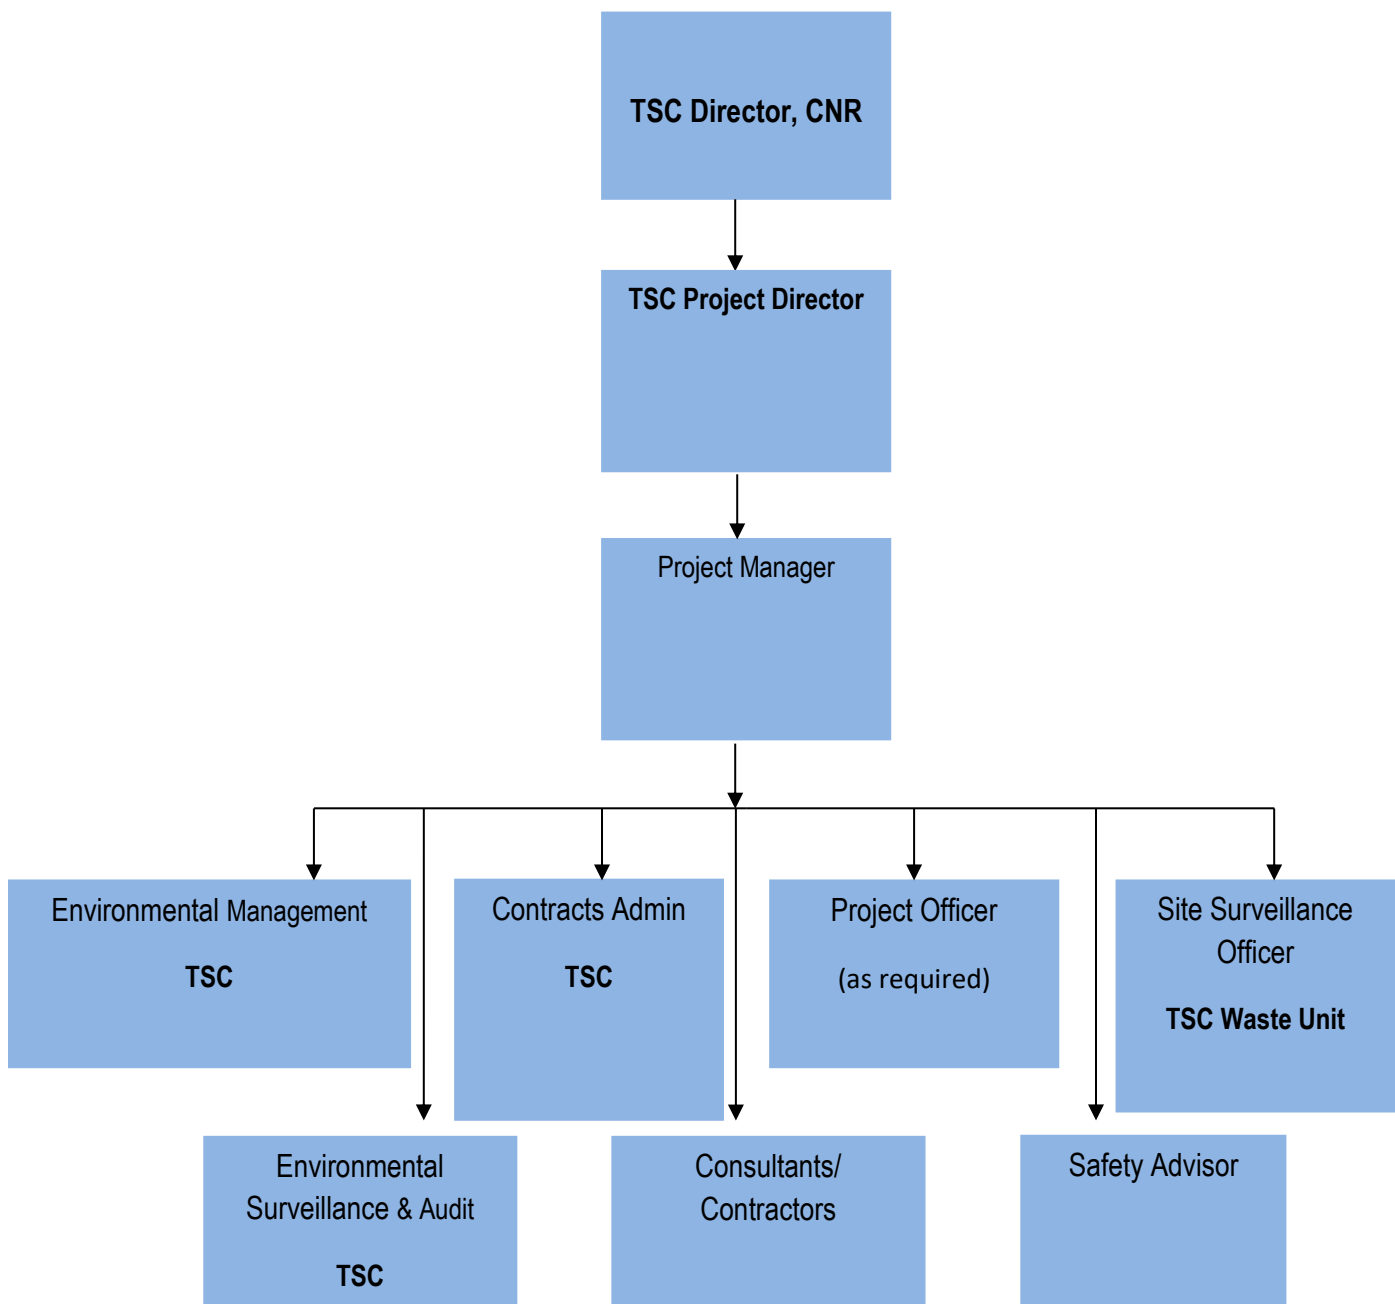 TSC Director, CNR
TSC Project Director
Project Manager
Environmental Management
TSC
Contracts Admin
TSC
Project Officer
(as required)
Site Surveillance
Officer
TSC Waste Unit
Environmental
Surveillance & Audit
TSC
Consultants/
Contractors
Safety Advisor